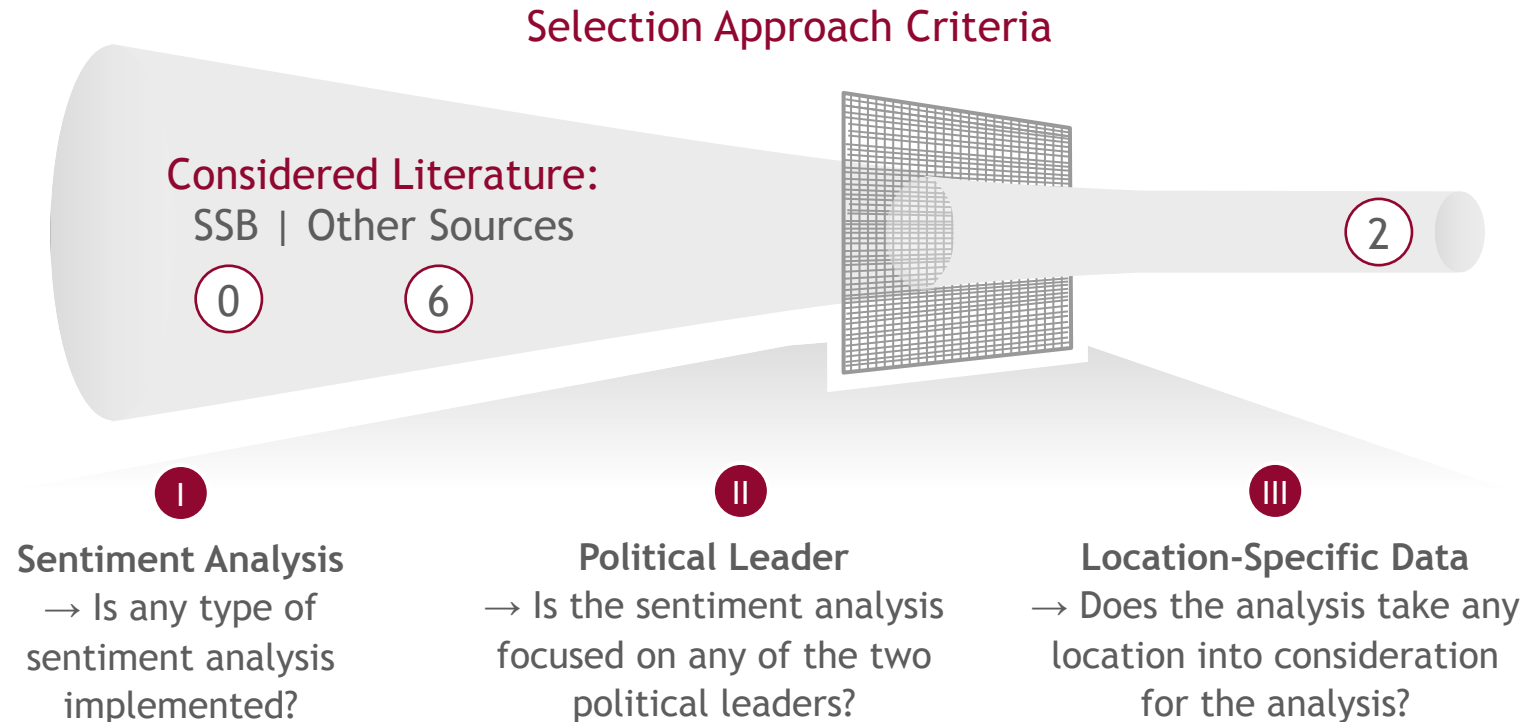 Selection Approach Criteria
Considered Literature:
SSB | Other Sources
0
6
2
I
Sentiment Analysis
→ Is any type of
sentiment analysis
implemented?
II
Political Leader
→ Is the sentiment analysis
focused on any of the two
political leaders?
III
Location-Specific Data
→ Does the analysis take any
location into consideration
for the analysis?